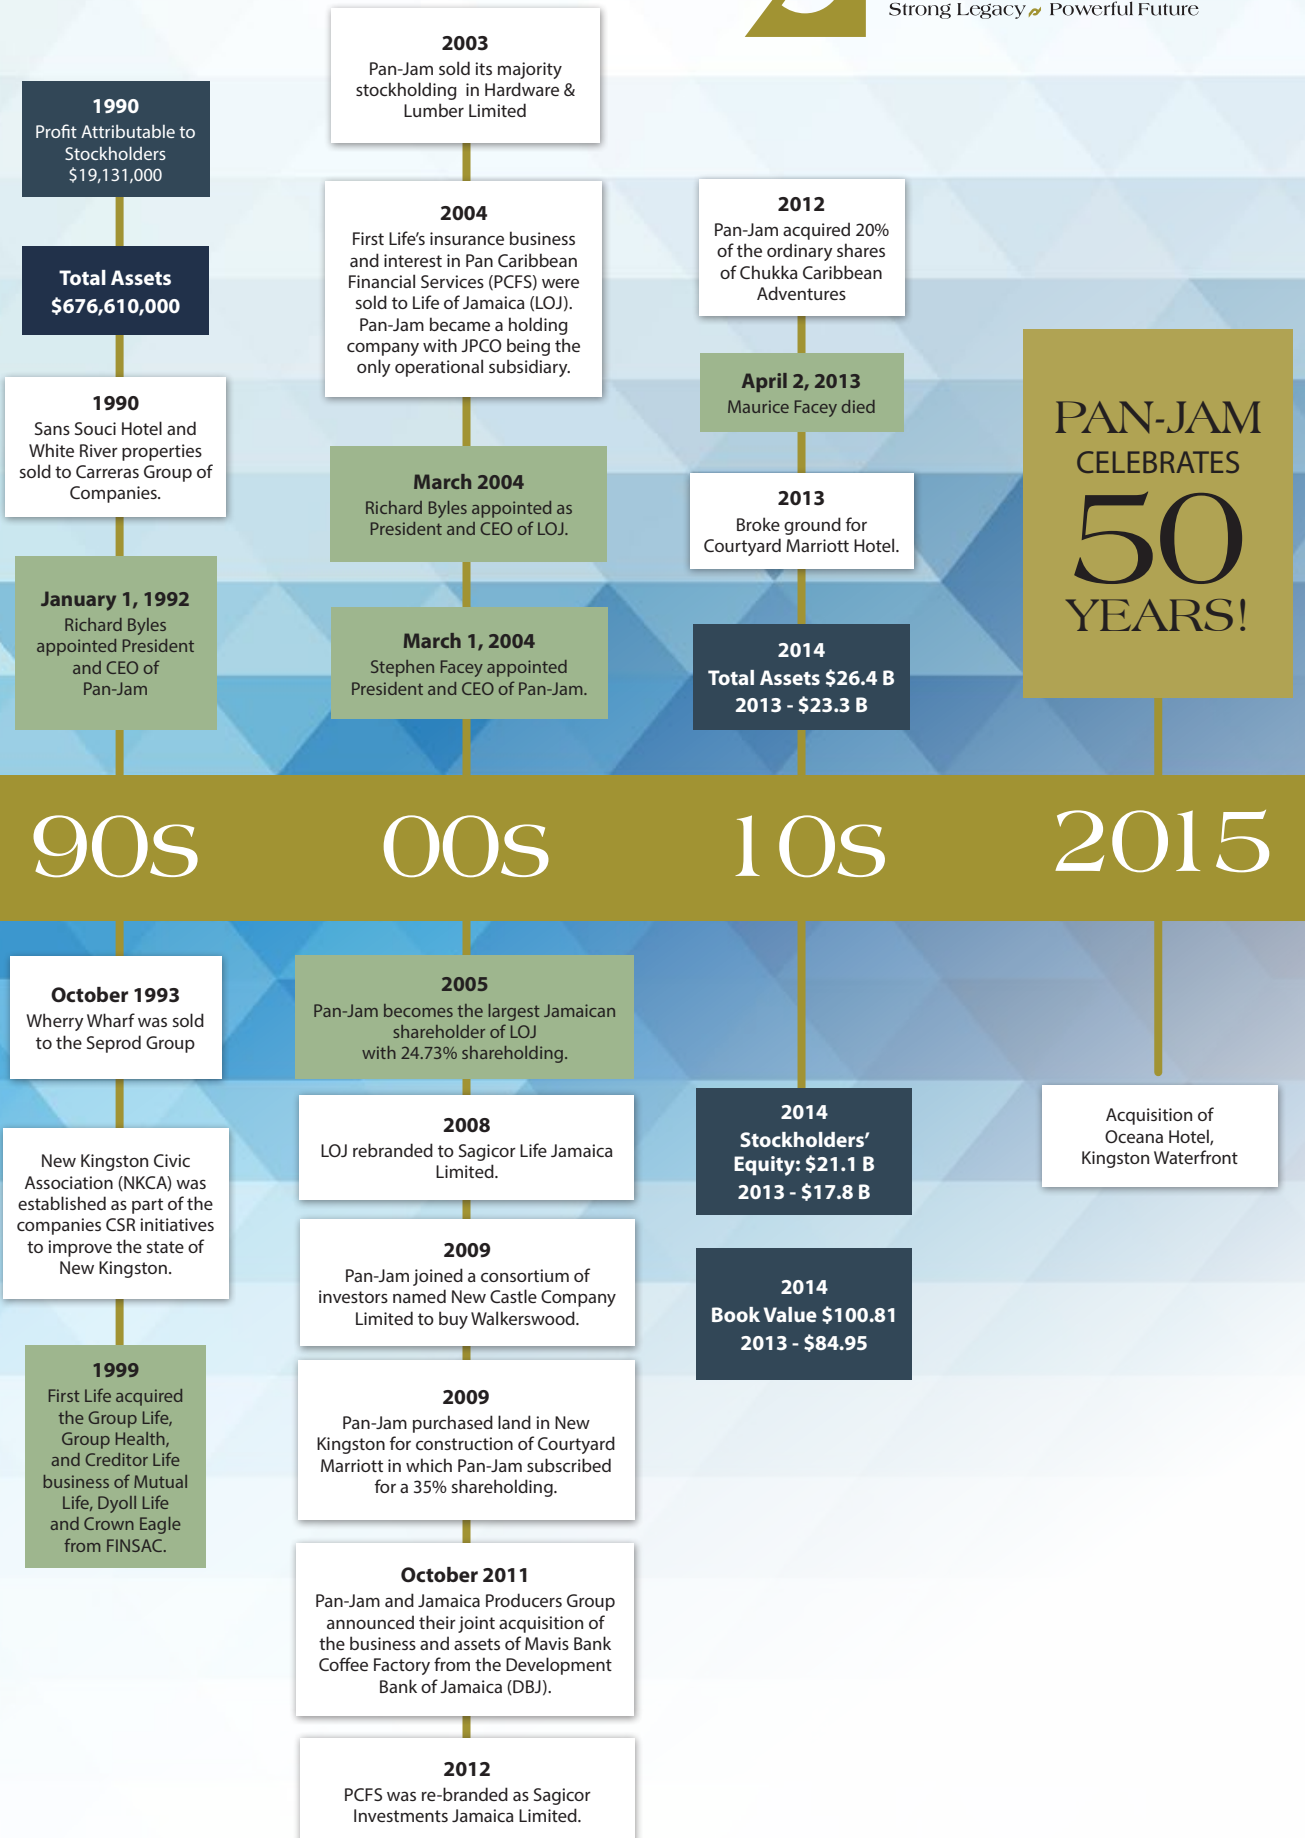 Strong Legacy Powerful Future
1990
Profit Attributable to
Stockholders
$19,131,000
Total Assets
$676,610,000
1990
Sans Souci Hotel and
White River properties
sold to Carreras Group of
Companies.
January 1, 1992
Richard Byles
appointed President
and CEO of
Pan-Jam
2003
Pan-Jam sold its majority
stockholding in Hardware &
Lumber Limited
2004
First Life's insurance business
and interest in Pan Caribbean
Financial Services (PCFS) were
sold to Life of Jamaica (LOJ).
Pan-Jam became a holding
company with JPCO being the
only operational subsidiary.
March 2004
Richard Byles appointed as
President and CEO of LOJ.
March 1, 2004
Stephen Facey appointed
President and CEO of Pan-Jam.
2012
Pan-Jam acquired 20%
of the ordinary shares
of Chukka Caribbean
Adventures
April 2, 2013
Maurice Facey died
2013
Broke ground for
Courtyard Marriott Hotel.
2014
Total Assets $26.4 B
2013 - $23.3 B
PAN-JAM
CELEBRATES
50
YEARS!
90s
00s
10s
2015
October 1993
Wherry Wharf was sold
to the Seprod Group
New Kingston Civic
Association (NKCA) was
established as part of the
companies CSR initiatives
to improve the state of
New Kingston.
1999
First Life acquired
the Group Life,
Group Health,
and Creditor Life
business of Mutual
Life, Dyoll Life
and Crown Eagle
from FINSAC.
2005
Pan-Jam becomes the largest Jamaican
shareholder of LOJ
with 24.73% shareholding.
2008
LOJ rebranded to Sagicor Life Jamaica
Limited.
2009
Pan-Jam joined a consortium of
investors named New Castle Company
Limited to buy Walkerswood.
2009
Pan-Jam purchased land in New
Kingston for construction of Courtyard
Marriott in which Pan-Jam subscribed
for a 35% shareholding.
October 2011
Pan-Jam and Jamaica Producers Group
announced their joint acquisition of
the business and assets of Mavis Bank
Coffee Factory from the Development
Bank of Jamaica (DBJ).
2012
PCFS was re-branded as Sagicor
Investments Jamaica Limited.
2014
Stockholders'
Equity: $21.1 B
2013 - $17.8 B
2014
Book Value $100.81
2013 - $84.95
Acquisition of
Oceana Hotel,
Kingston Waterfront